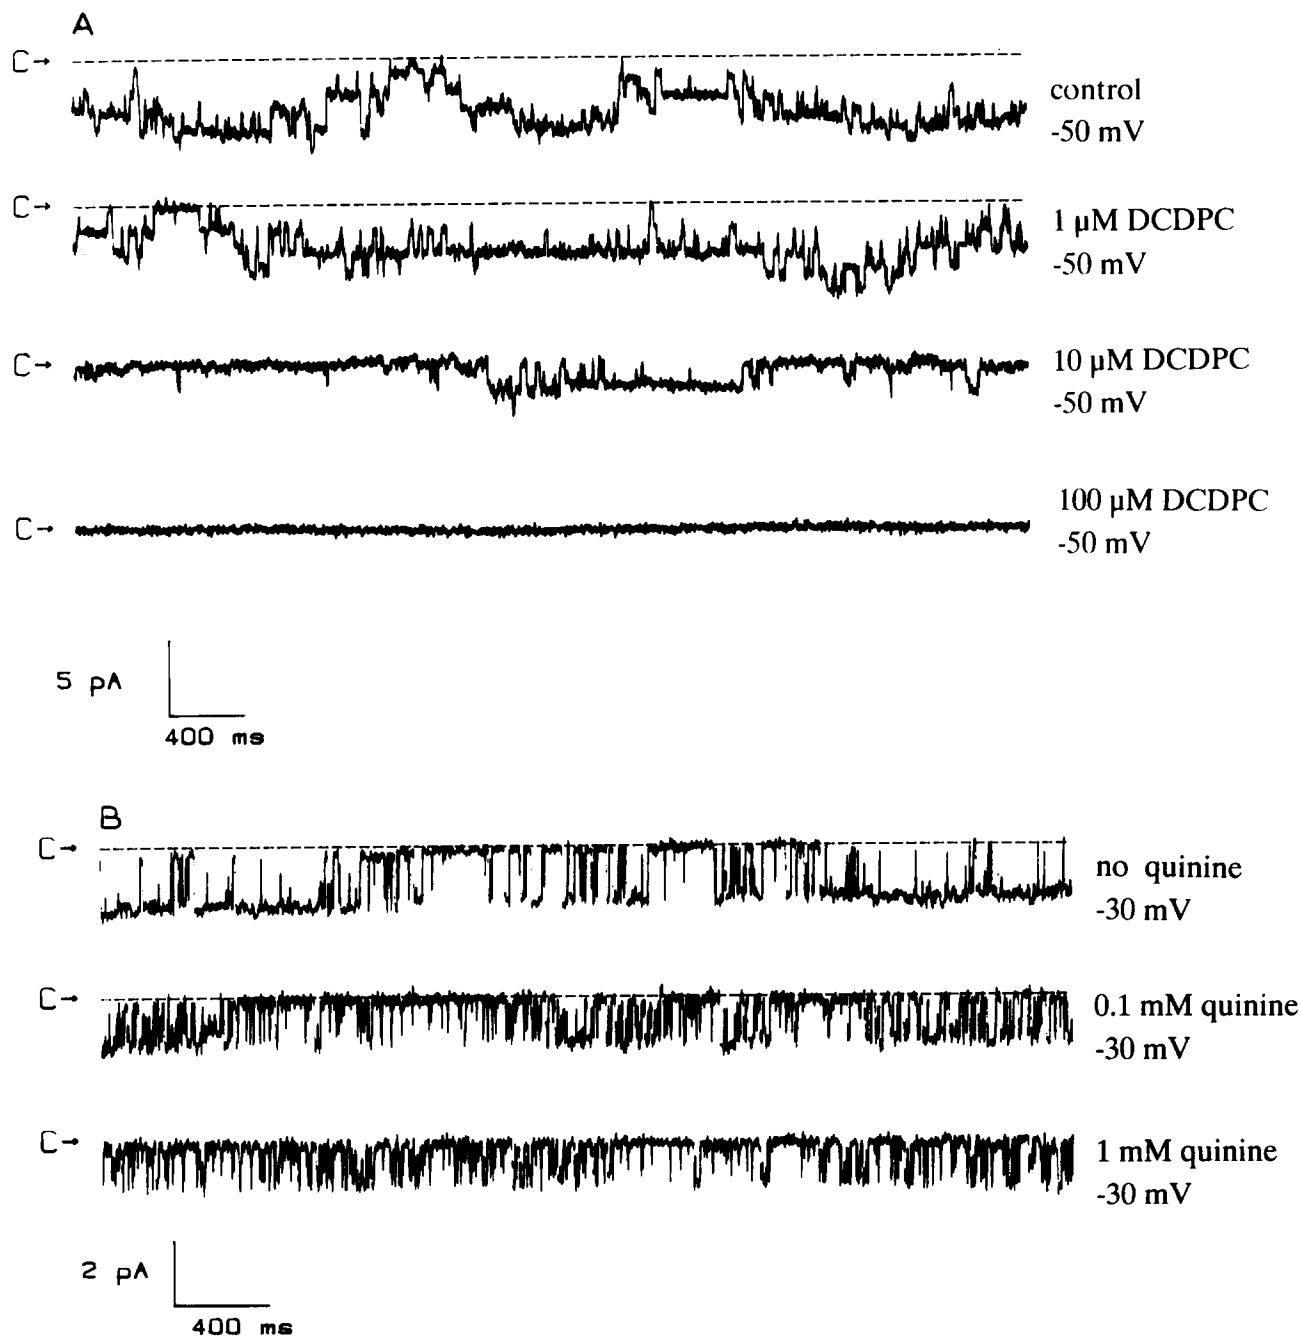 A
C→
control
-50 mV
C→
1 µM DCDPC
-50 mV
C→
10 µM DCDPC
-50 mV
C→
100 µM DCDPC
-50 mV
5 pA
400 ms
B
C→
no quinine
-30 mV
C→
0.1 mM quinine
-30 mV
C→
1 mM quinine
-30 mV
2 pA
400 ms